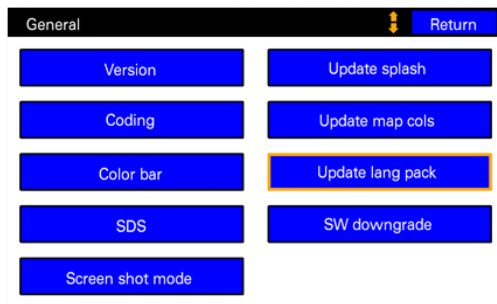 General
Return
Version
Update splash
Coding
Update map cols
Color bar
Update lang pack
SDS
SW downgrade
Screen shot mode